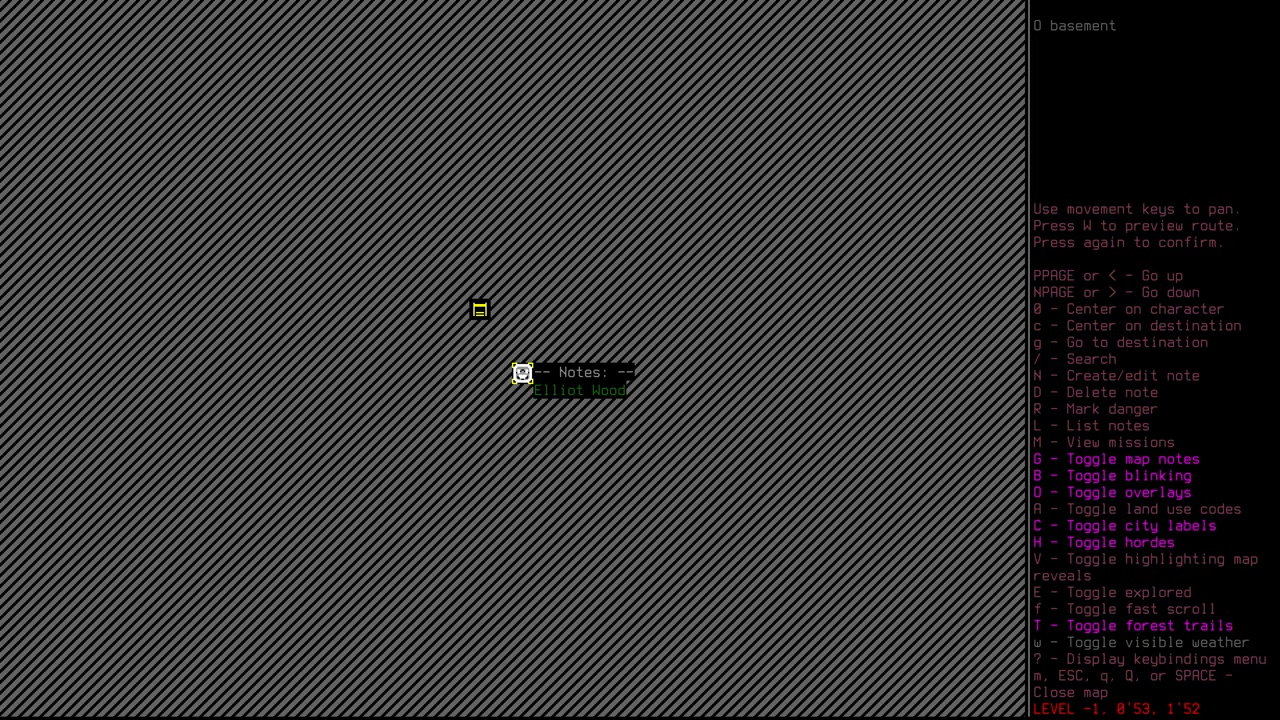 O basement
-- Notes: --
Elliot Wood
Use movement keys to pan.
Press W to preview route.
Press again to confirm.
PPAGE or < - Go up
NPAGE or > - Go down
0 - Center on character
c - Center on destination
g - Go to destination
/ - Search
N - Create/edit note
D - Delete note
R - Mark danger
L - List notes
M - View missions
G - Toggle map notes
B - Toggle blinking
O - Toggle overlays
A - Toggle land use codes
C - Toggle city labels
H - Toggle hordes
V - Toggle highlighting map
reveals
E - Toggle explored
f - Toggle fast scroll
T - Toggle forest trails
w - Toggle visible weather
? - Display keybindings menu
m, ESC, q, Q, or SPACE -
Close map
LEVEL -1, 0'53, 1'52